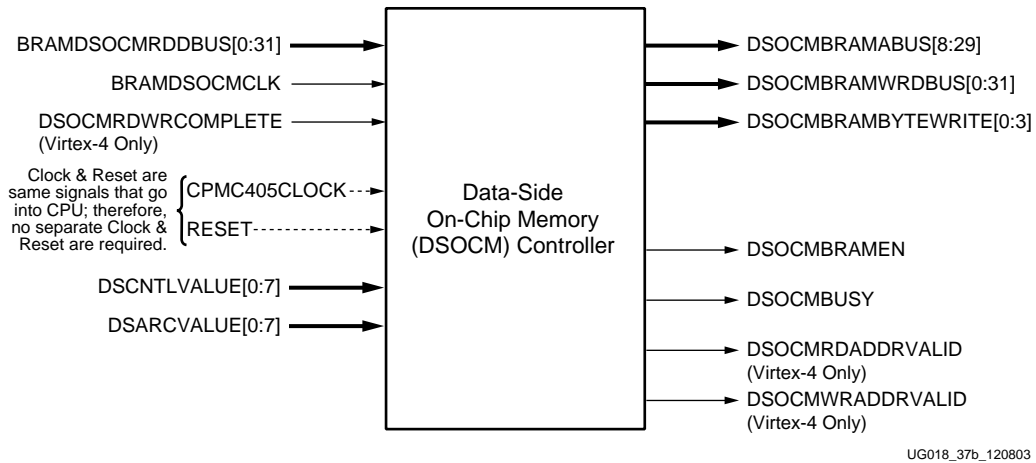 BRAMDSOCMRDDBUS[0:31]
BRAMDSOCMCLK
DSOCMRDWRCOMPLETE
(Virtex-4 Only)
Clock & Reset are
same signals that go
into CPU; therefore,
no separate Clock &
Reset are required.
CPMC405CLOCK
RESET
DSCNTLVALUE[0:7]
DSARCVALUE[0:7]
Data-Side
On-Chip Memory
(DSOCM) Controller
DSOCMBRAMABUS[8:29]
DSOCMBRAMWRDBUS[0:31]
DSOCMBRAMBYTEWRITE[0:3]
DSOCMBRAMEN
DSOCMBUSY
DSOCMRDADDRVALID
(Virtex-4 Only)
DSOCMWRADDRVALID
(Virtex-4 Only)
UG018_37b_120803